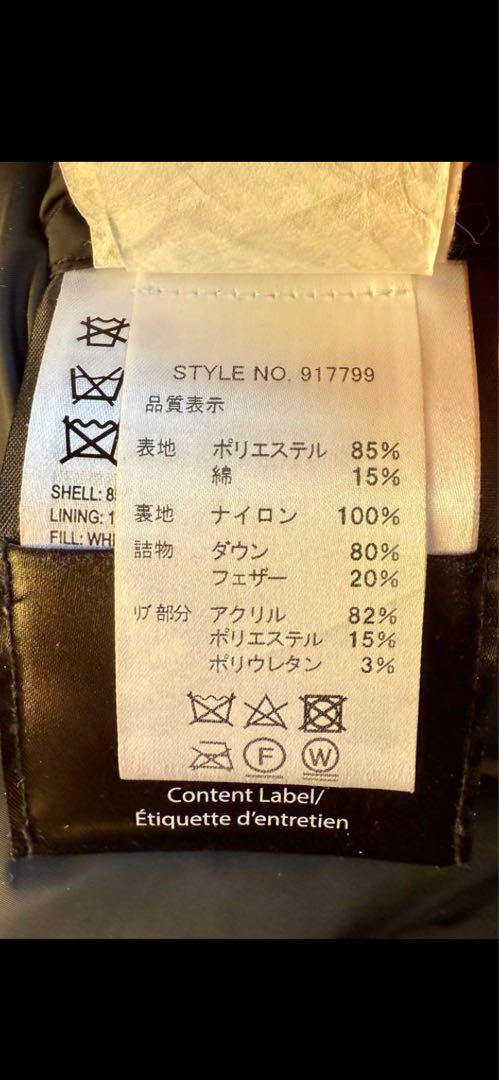 STYLE NO. 917799
品質表示
表地 ポリエステル 85%
綿 15%
裏地 ナイロン 100%
詰物 ダウン 80%
フェザー 20%
リブ部分 アクリル 82%
ポリエステル 15%
ポリウレタン 3%
F W
SHELL: 8
LINING: 1
FILL: WH
Content Label/
Étiquette d'entretien